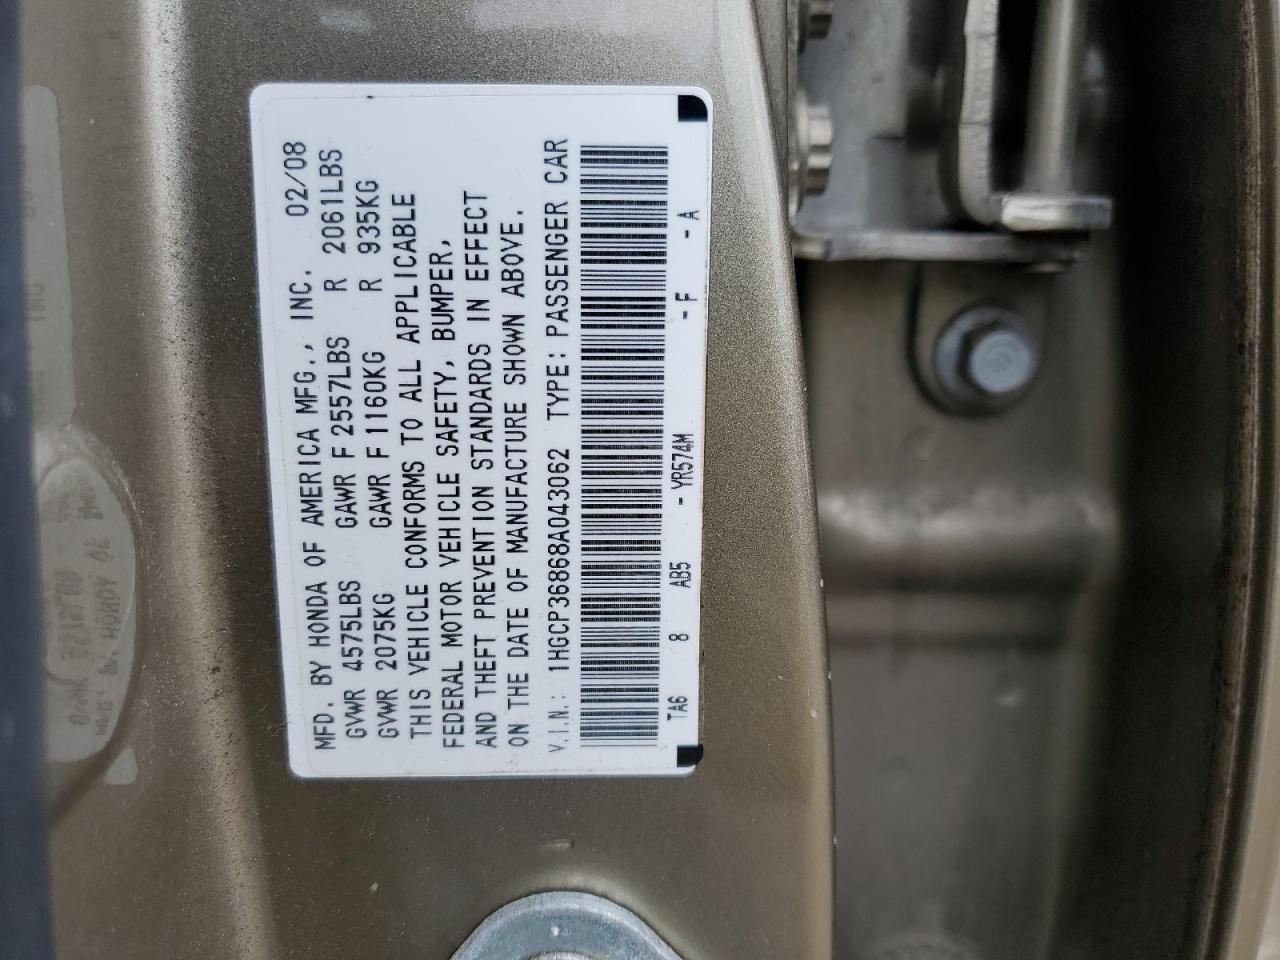 MFD. BY HONDA OF AMERICA MFG., INC. 02/08
GVWR 4575LBS GAWR F 2557LBS R 2061LBS
GVWR 2075KG GAWR F 1160KG R 935KG
THIS VEHICLE CONFORMS TO ALL APPLICABLE
FEDERAL MOTOR VEHICLE SAFETY, BUMPER,
AND THEFT PREVENTION STANDARDS IN EFFECT
ON THE DATE OF MANUFACTURE SHOWN ABOVE.
V.I.N.: 1HGCP36868A043062 TYPE: PASSENGER CAR
TA6 8 AB5 - YR574M - F - A